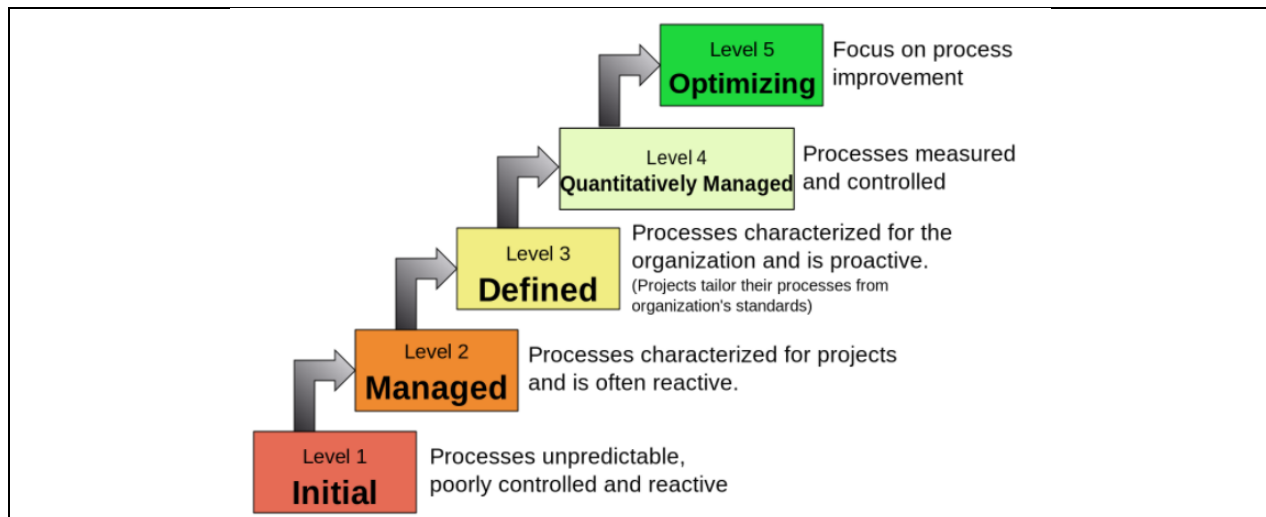 Level 5
Optimizing
Focus on process
improvement
Level 4
Quantitatively Managed
Processes measured
and controlled
Level 3
Defined
Processes characterized for the
organization and is proactive.
(Projects tailor their processes from
organization's standards)
Level 2
Managed
Processes characterized for projects
and is often reactive.
Level 1
Initial
Processes unpredictable,
poorly controlled and reactive